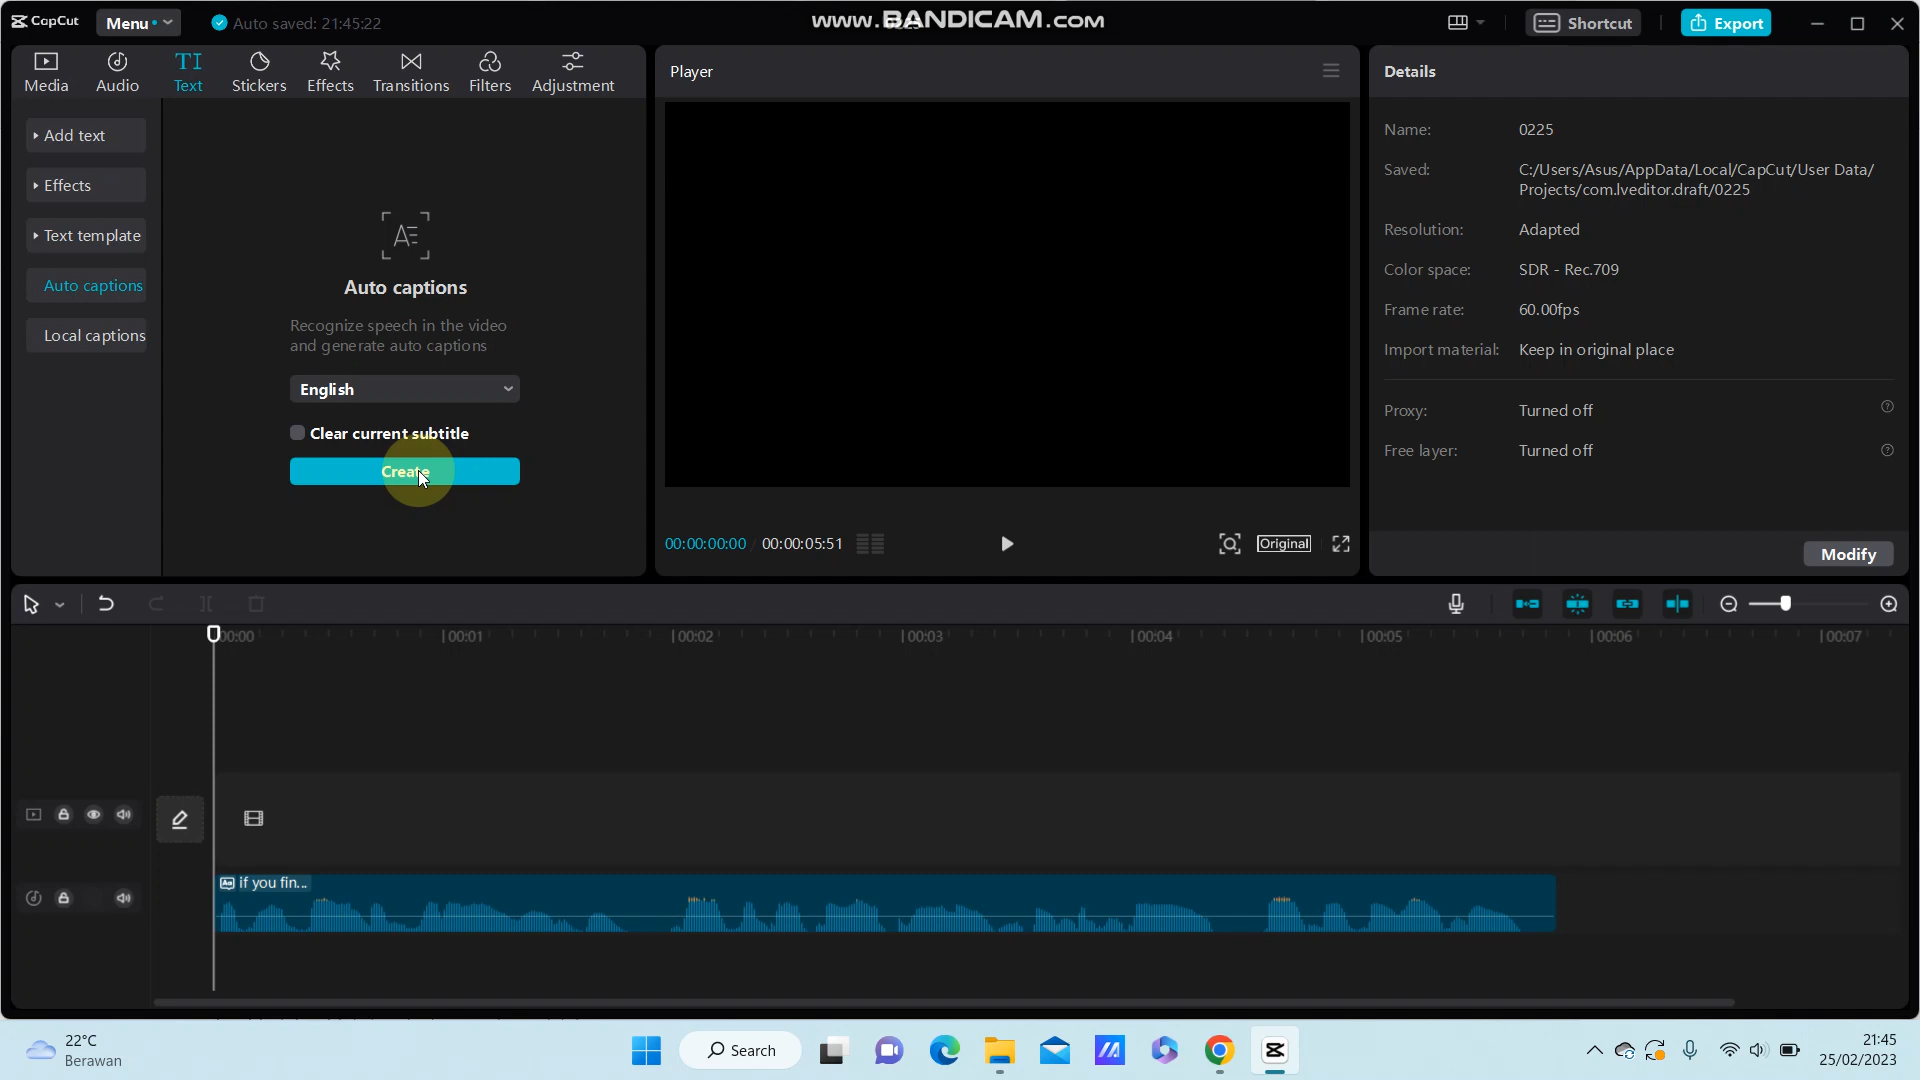 CapCut
Menu
Auto saved: 21:45:22
www.BANDICAM.com
0225
Shortcut
Export
Media
Audio
TI
Text
Stickers
Effects
Transitions
Filters
Adjustment
Player
Details
Add text
Effects
Text template
Auto captions
Local captions
AE
Auto captions
Recognize speech in the video
and generate auto captions
English
Clear current subtitle
Create
00:00:00:00
00:00:05:51
Original
Name:
0225
Saved:
C:/Users/Asus/AppData/Local/CapCut/User Data/
Projects/com.lveditor.draft/0225
Resolution:
Adapted
Color space:
SDR - Rec.709
Frame rate:
60.00fps
Import material:
Keep in original place
Proxy:
Turned off
Free layer:
Turned off
Modify
00:00
00:01
00:02
00:03
00:04
00:05
00:06
00:07
Aa
if you fin...
22°C
Berawan
Search
21:45
25/02/2023